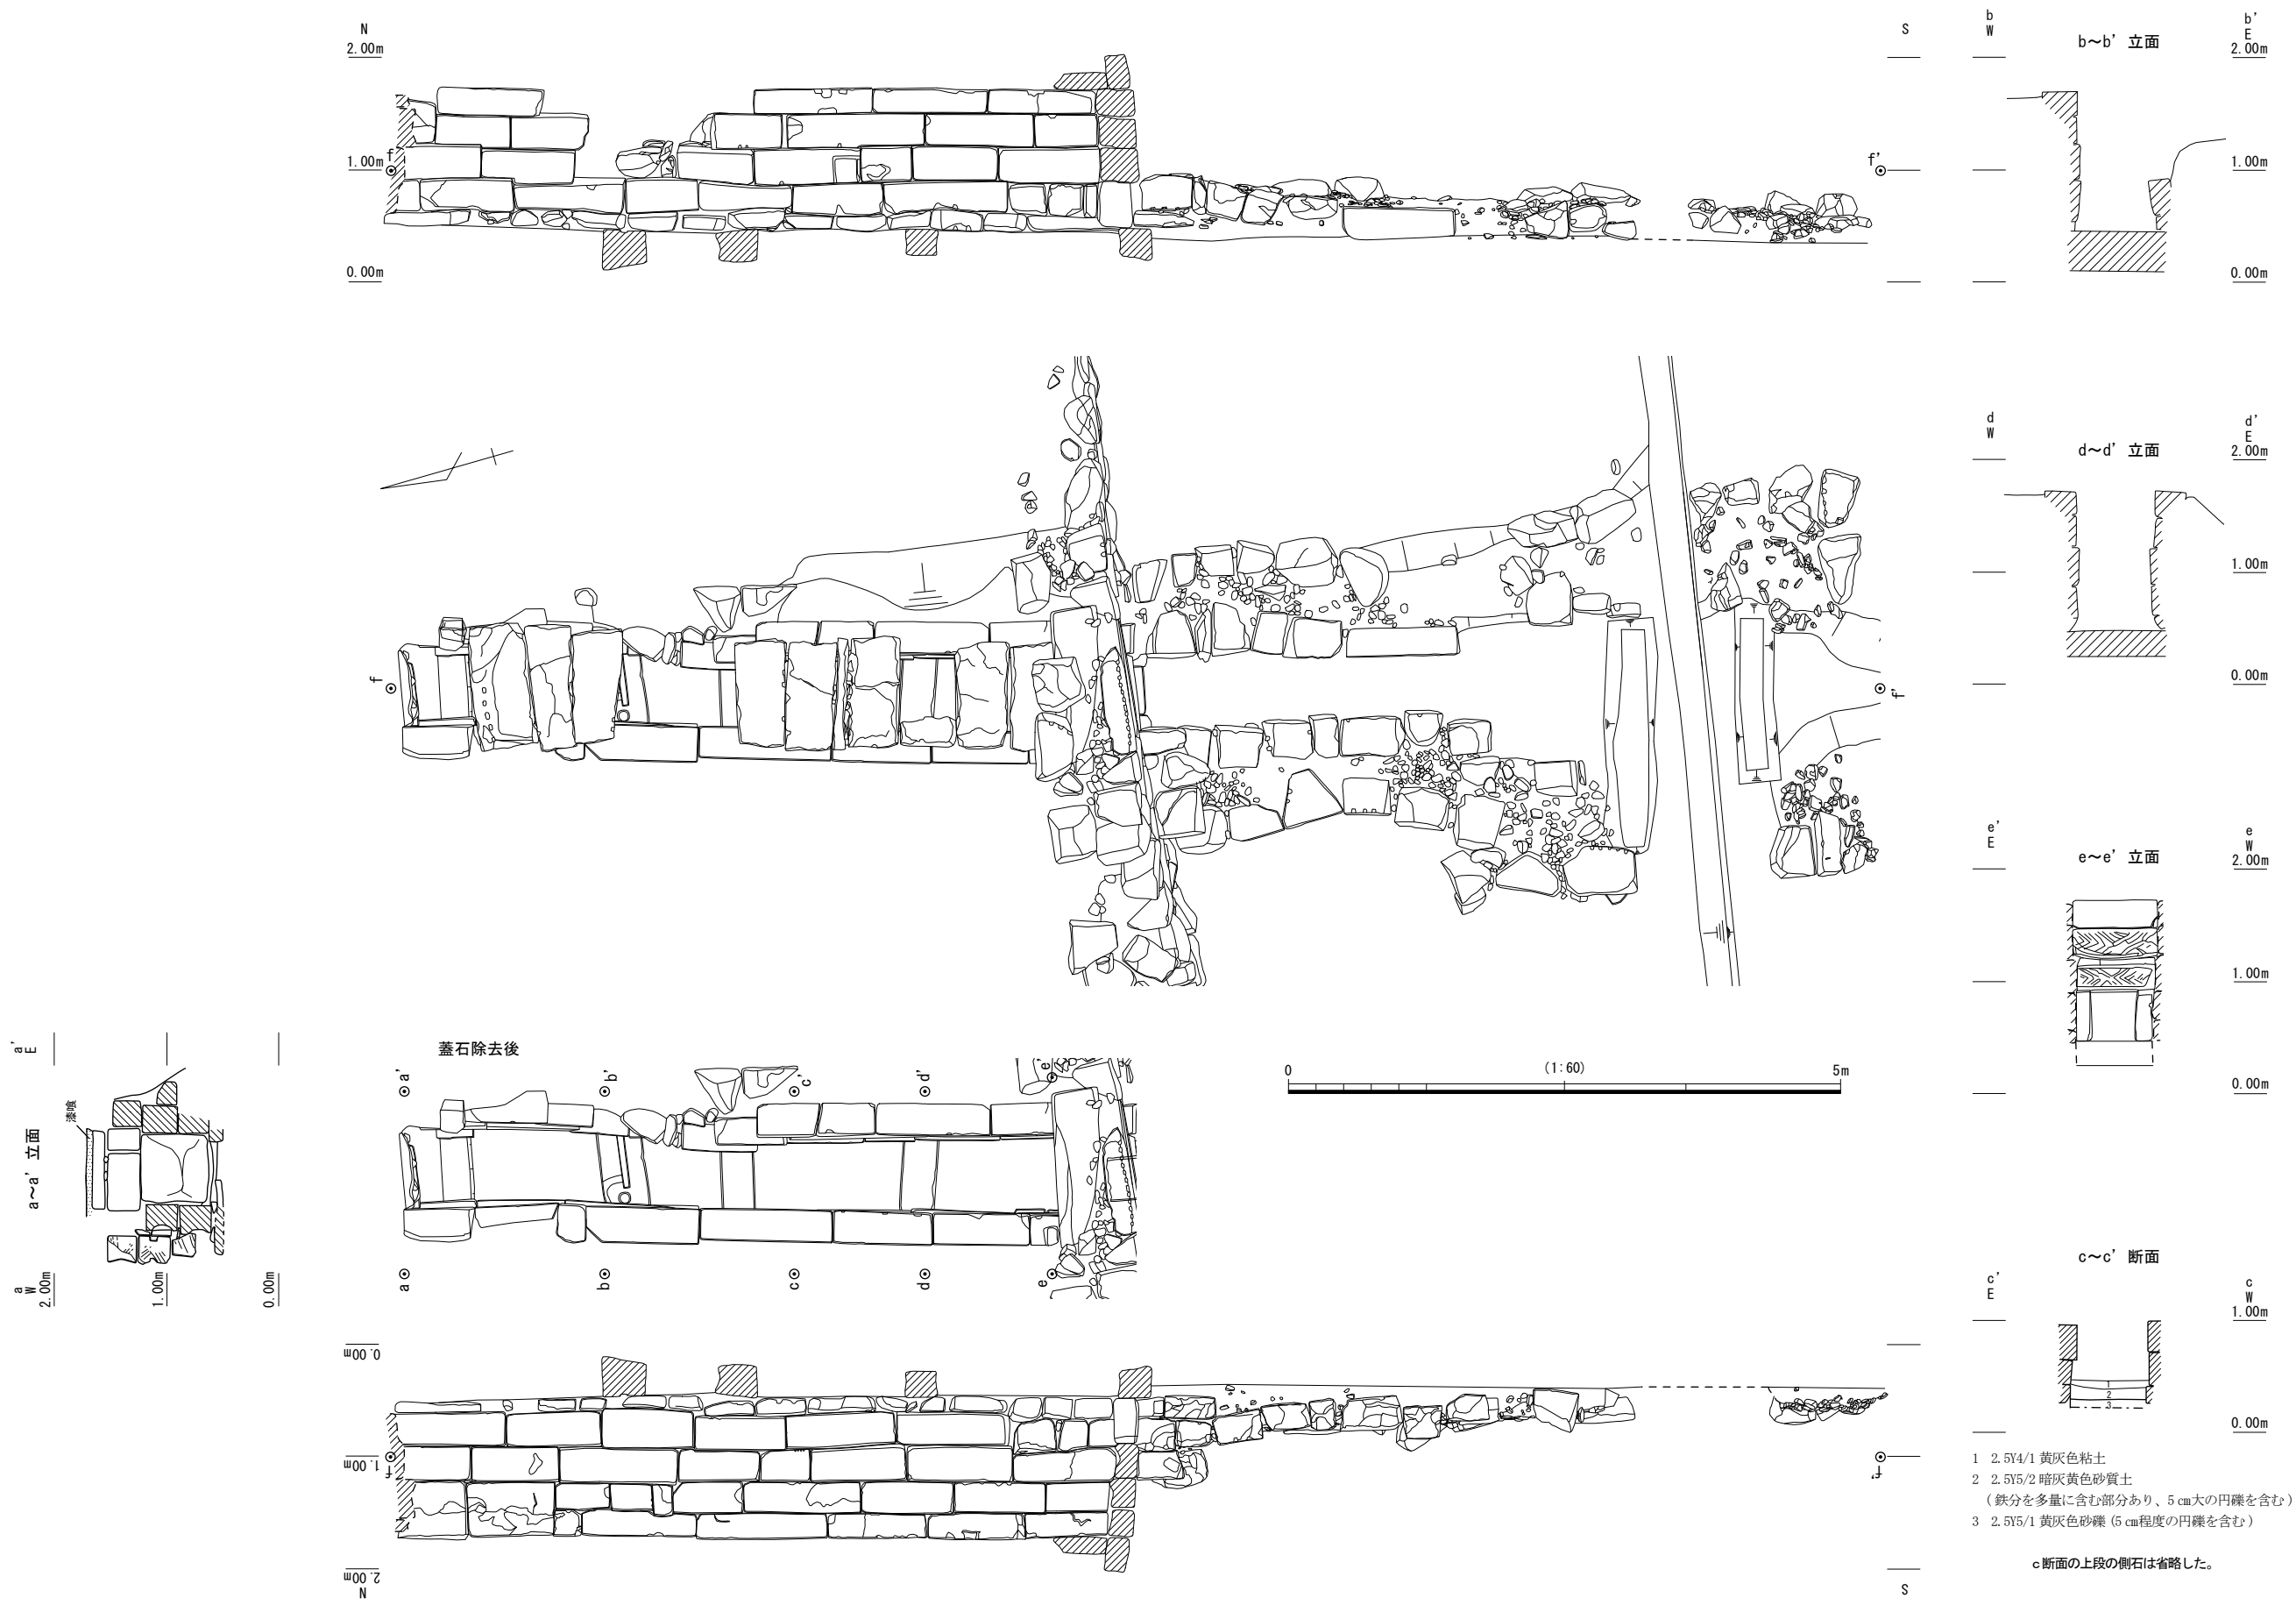 N
2.00m
1.00m
f
0.00m
S
f'
b
W
b～b' 立面
b'
E
2.00m
1.00m
0.00m
d
W
d～d' 立面
d'
E
2.00m
1.00m
0.00m
f
f'
e'
E
e～e' 立面
e
W
2.00m
1.00m
0.00m
a'
E
漆喰
a～a' 立面
a
W
2.00m
1.00m
0.00m
蓋石除去後
a'
b'
c'
d'
e'
a
b
c
d
e
0
(1:60)
5m
c～c' 断面
c'
E
c
W
1.00m
0.00m
1
2
3
0.00m
1.00m
f
2.00m
N
f'
S
1 2.5Y4/1 黄灰色粘土
2 2.5Y5/2 暗灰黄色砂質土
(鉄分を多量に含む部分あり、5㎝大の円礫を含む)
3 2.5Y5/1 黄灰色砂礫 (5㎝程度の円礫を含む)
c断面の上段の側石は省略した。